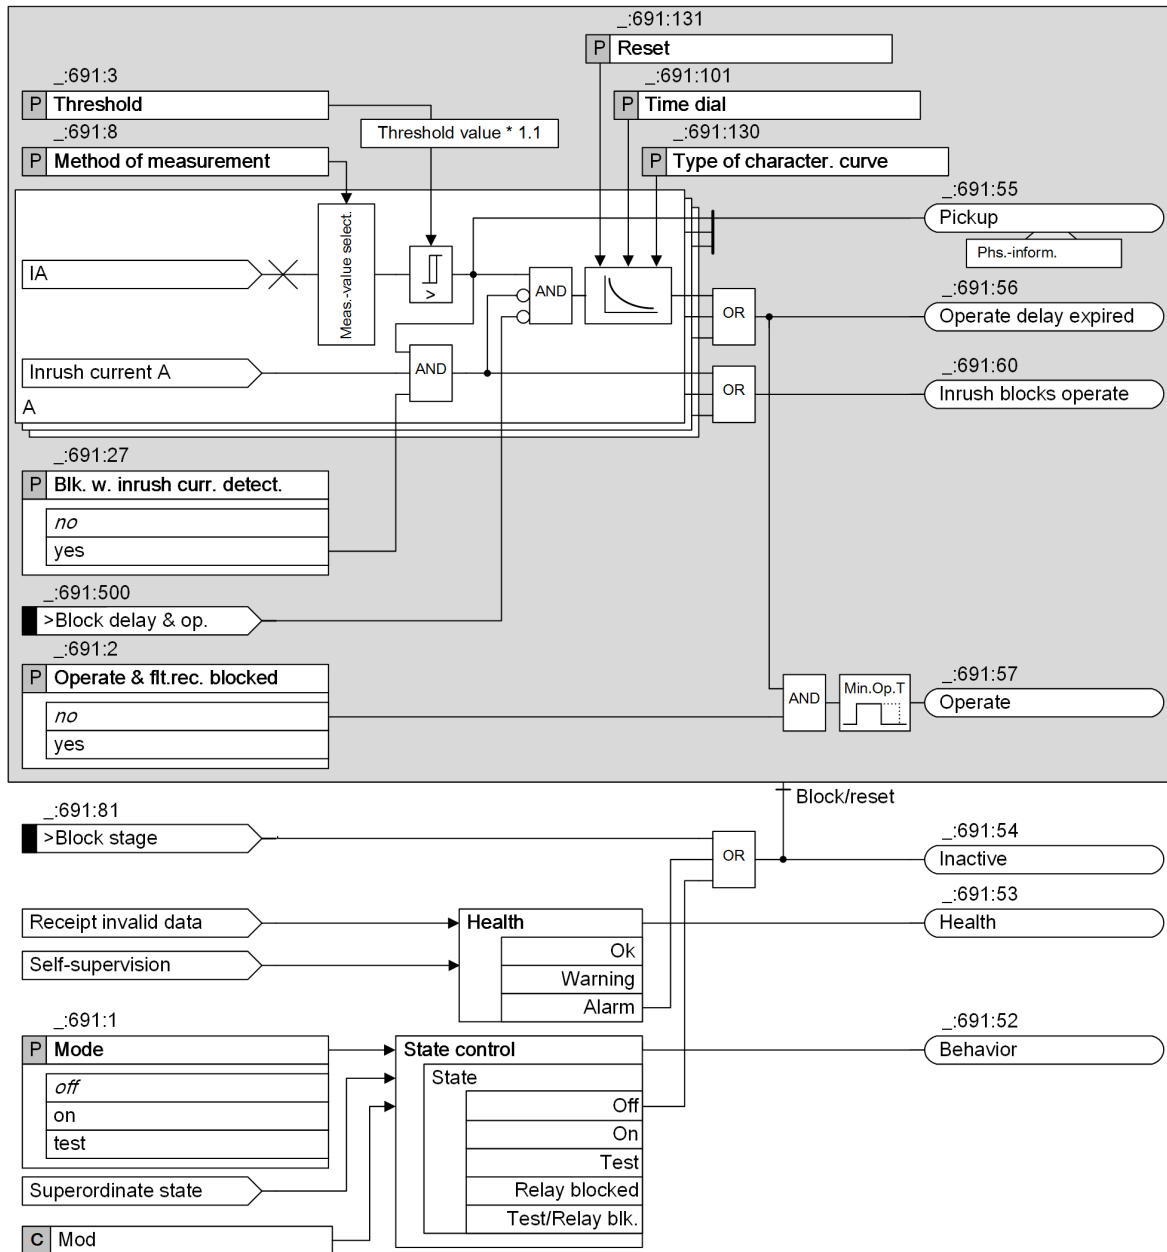 _:691:131
P Reset
_:691:3
_:691:101
P Threshold
P Time dial
_:691:8
Threshold value * 1.1
_:691:130
P Method of measurement
P Type of character. curve
_:691:55
Pickup
Phs.-inform.
Meas.-value select.
IA
>
AND
_:691:56
OR
Operate delay expired
Inrush current A
AND
_:691:60
OR
Inrush blocks operate
A
_:691:27
P Blk. w. inrush curr. detect.
no
yes
_:691:500
>Block delay & op.
_:691:2
P Operate & flt.rec. blocked
no
yes
AND
Min.Op.T
_:691:57
Operate
Block/reset
_:691:81
>Block stage
OR
_:691:54
Inactive
_:691:53
Receipt invalid data
Health
Health
Ok
Self-supervision
Warning
Alarm
_:691:1
_:691:52
P Mode
State control
Behavior
off
State
on
Off
test
On
Test
Superordinate state
Relay blocked
Test/Relay blk.
C Mod